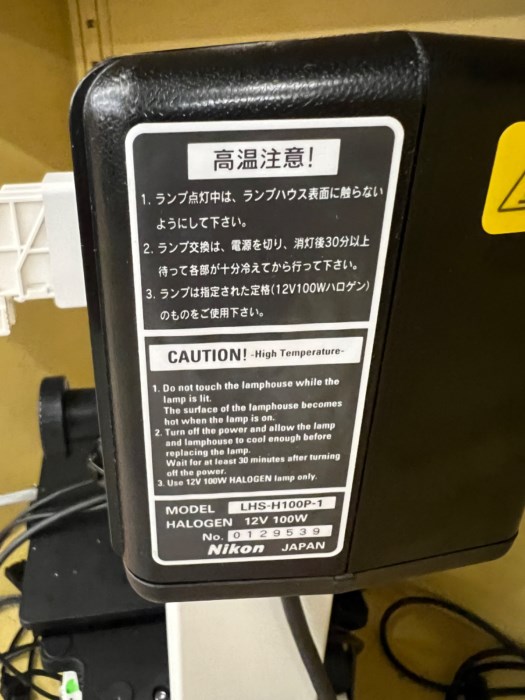 高温注意!
1. ランプ点灯中は、ランプハウス表面に触らない
ようにして下さい。
2. ランプ交換は、電源を切り、消灯後30分以上
待って各部が十分冷えてから行って下さい。
3. ランプは指定された定格(12V100Wハロゲン)
のものをご使用下さい。
CAUTION! -High Temperature-
1. Do not touch the lamphouse while the
lamp is lit.
The surface of the lamphouse becomes
hot when the lamp is on.
2. Turn off the power and allow the lamp
and lamphouse to cool enough before
replacing the lamp.
Wait for at least 30 minutes after turning
off the power.
3. Use 12V 100W HALOGEN lamp only.
MODEL LHS-H100P-1
HALOGEN 12V 100W
No. 0129539
Nikon JAPAN